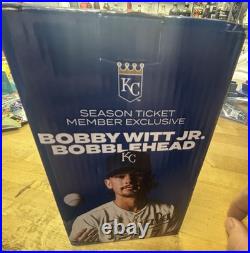 KC
SEASON TICKET
MEMBER EXCLUSIVE
BOBBY WITT JR.
BOBBLEHEAD
KC